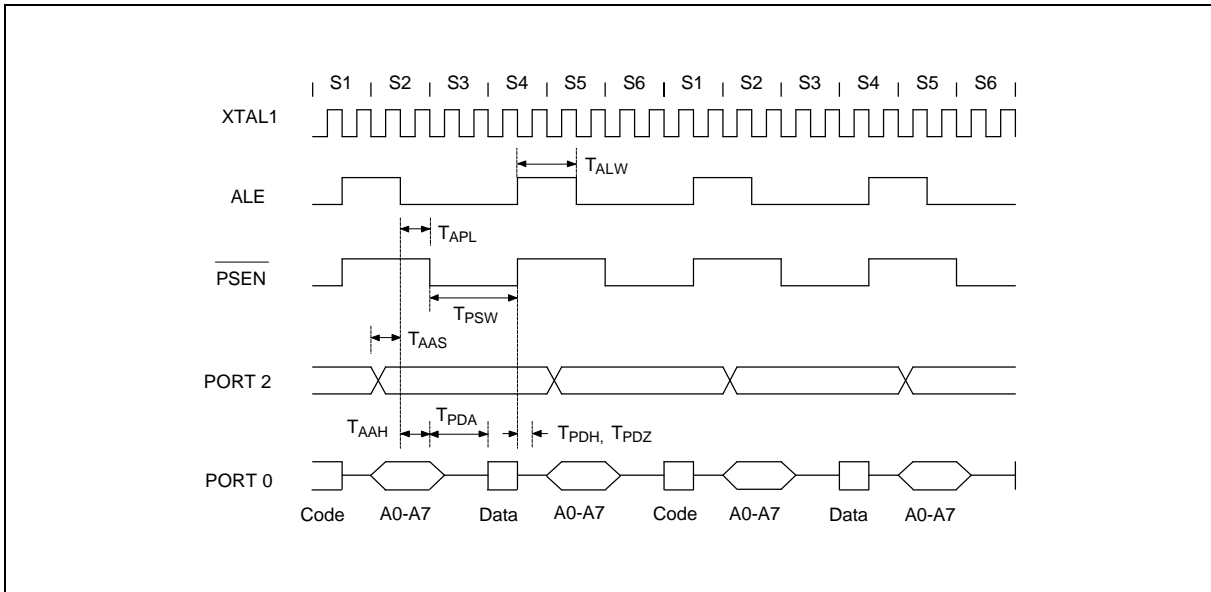 S1 S2 S3 S4 S5 S6 S1 S2 S3 S4 S5 S6
XTAL1
TALW
ALE
TAPL
PSEN
TPSW
TAAS
PORT 2
TAAH TPDA TPDH, TPDZ
PORT 0
Code A0-A7 Data A0-A7 Code A0-A7 Data A0-A7